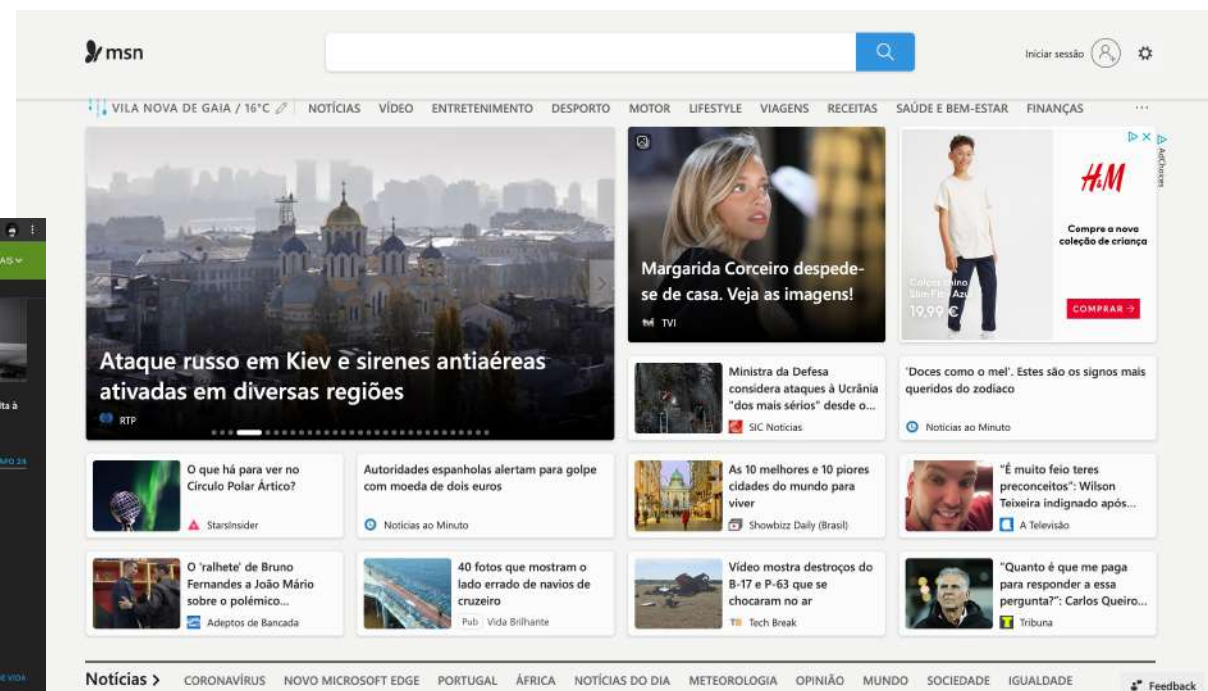 msn
Iniciar sessão
VILA NOVA DE GAIA / 16°C
NOTÍCIAS VÍDEO ENTRETENIMENTO DESPORTO MOTOR LIFESTYLE VIAGENS RECEITAS SAÚDE E BEM-ESTAR FINANÇAS ...
Ataque russo em Kiev e sirenes antiaéreas
ativadas em diversas regiões
RTP
Margarida Corceiro despede-
se de casa. Veja as imagens!
TVI
AdChoices
H&M
Compre a nova
coleção de criança
Calças chino
Slim Fit - Azul
19,99 €
COMPRAR →
Ministra da Defesa
considera ataques à Ucrânia
"dos mais sérios" desde o...
SIC Notícias
'Doces como o mel'. Estes são os signos mais
queridos do zodíaco
Notícias ao Minuto
O que há para ver no
Círculo Polar Ártico?
StarsInsider
Autoridades espanholas alertam para golpe
com moeda de dois euros
Notícias ao Minuto
As 10 melhores e 10 piores
cidades do mundo para
viver
Showbizz Daily (Brasil)
"É muito feio teres
preconceitos": Wilson
Teixeira indignado após...
A Televisão
O 'ralhete' de Bruno
Fernandes a João Mário
sobre o polémico...
Adeptos de Bancada
40 fotos que mostram o
lado errado de navios de
cruzeiro
Pub Vida Brilhante
Vídeo mostra destroços do
B-17 e P-63 que se
chocaram no ar
TB Tech Break
"Quanto é que me paga
para responder a essa
pergunta?": Carlos Queiro...
Tribuna
Notícias > CORONAVÍRUS NOVO MICROSOFT EDGE PORTUGAL ÁFRICA NOTÍCIAS DO DIA METEOROLOGIA OPINIÃO MUNDO SOCIEDADE IGUALDADE
Feedback